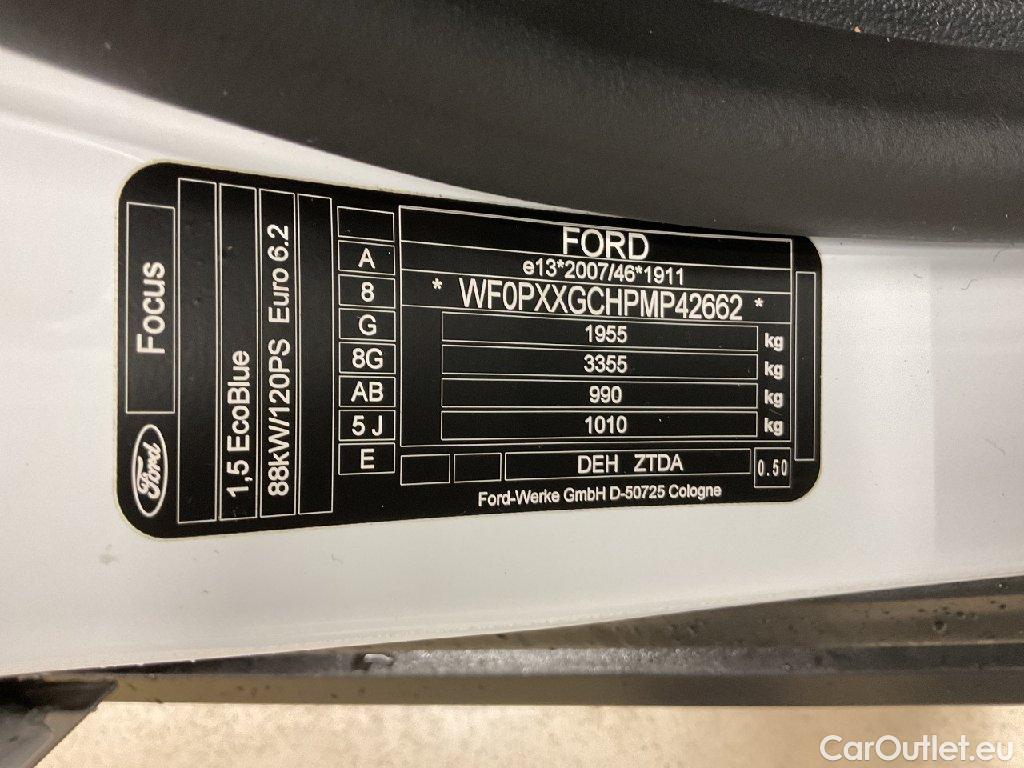 Focus
Ford
1,5 EcoBlue
88kW/120PS Euro 6.2
A
8
G
8G
AB
5 J
E
FORD
e13*2007/46*1911
* WF0PXXGCHPMP42662 *
1955 kg
3355 kg
990 kg
1010 kg
DEH ZTDA
0.50
Ford-Werke GmbH D-50725 Cologne
CarOutlet.eu